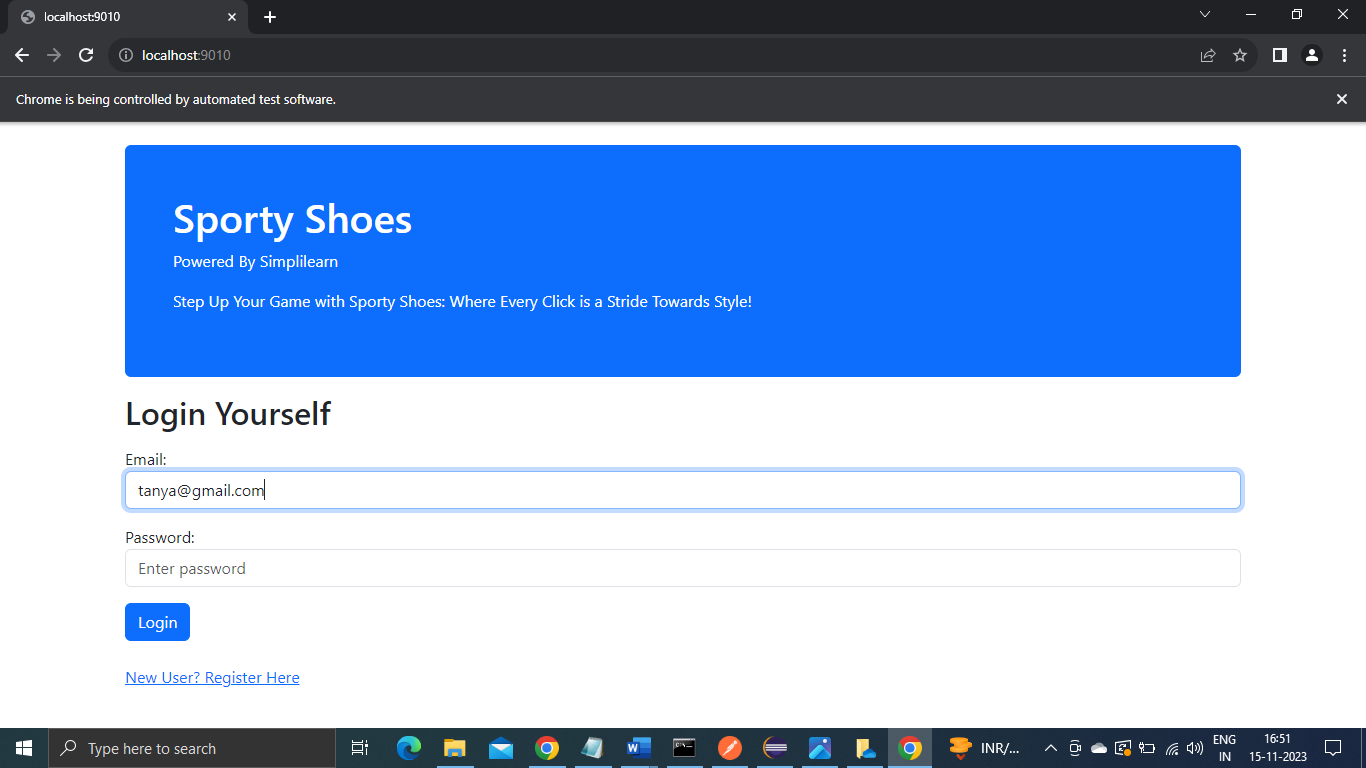 localhost:9010
localhost:9010
Chrome is being controlled by automated test software.
Sporty Shoes
Powered By Simplilearn
Step Up Your Game with Sporty Shoes: Where Every Click is a Stride Towards Style!
Login Yourself
Email:
tanya@gmail.com
Password:
Enter password
Login
New User? Register Here
Type here to search
INR/...
ENG
IN
16:51
15-11-2023